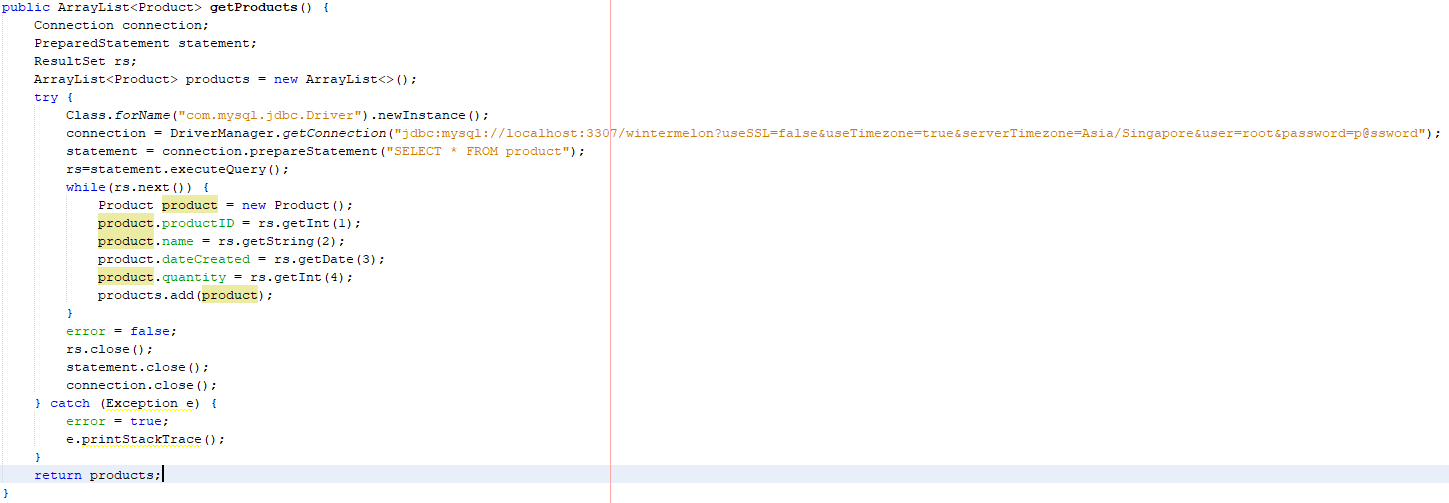 public ArrayList<Product> getProducts() {
    Connection connection;
    PreparedStatement statement;
    ResultSet rs;
    ArrayList<Product> products = new ArrayList<>();
    try {
        Class.forName("com.mysql.jdbc.Driver").newInstance();
        connection = DriverManager.getConnection("jdbc:mysql://localhost:3307/wintermelon?useSSL=false&useTimezone=true&serverTimezone=Asia/Singapore&user=root&password=p@ssword");
        statement = connection.prepareStatement("SELECT * FROM product");
        rs=statement.executeQuery();
        while(rs.next()) {
            Product product = new Product();
            product.productID = rs.getInt(1);
            product.name = rs.getString(2);
            product.dateCreated = rs.getDate(3);
            product.quantity = rs.getInt(4);
            products.add(product);
        }
        error = false;
        rs.close();
        statement.close();
        connection.close();
    } catch (Exception e) {
        error = true;
        e.printStackTrace();
    }
    return products;
}